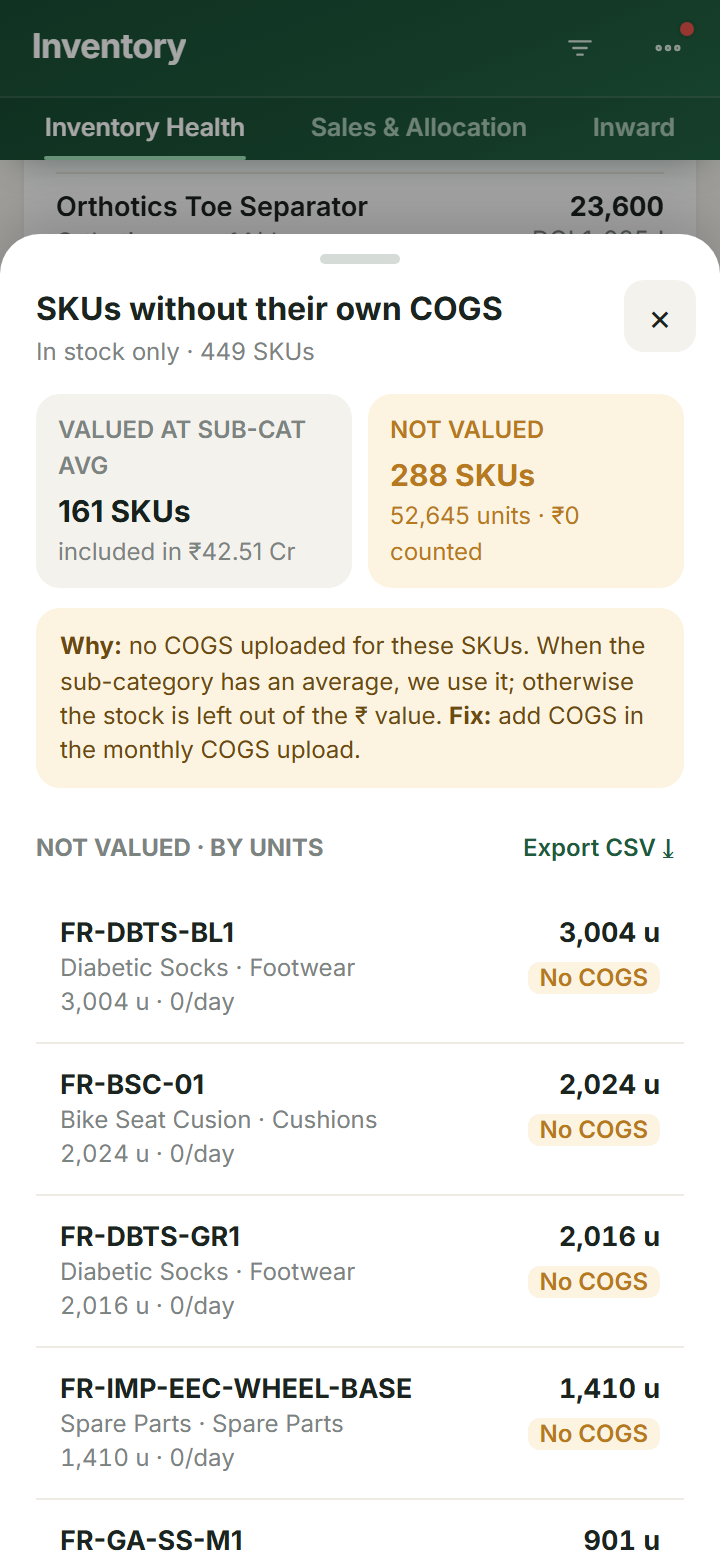 Inventory
Inventory Health
Sales & Allocation
Inward
Orthotics Toe Separator
23,600
SKUs without their own COGS
×
In stock only · 449 SKUs
VALUED AT SUB-CAT
AVG
161 SKUs
included in ₹42.51 Cr
NOT VALUED
288 SKUs
52,645 units · ₹0
counted
Why: no COGS uploaded for these SKUs. When the
sub-category has an average, we use it; otherwise
the stock is left out of the ₹ value. Fix: add COGS in
the monthly COGS upload.
NOT VALUED · BY UNITS
Export CSV ↓
FR-DBTS-BL1
3,004 u
Diabetic Socks · Footwear
No COGS
3,004 u · 0/day
FR-BSC-01
2,024 u
Bike Seat Cusion · Cushions
No COGS
2,024 u · 0/day
FR-DBTS-GR1
2,016 u
Diabetic Socks · Footwear
No COGS
2,016 u · 0/day
FR-IMP-EEC-WHEEL-BASE
1,410 u
Spare Parts · Spare Parts
No COGS
1,410 u · 0/day
FR-GA-SS-M1
901 u